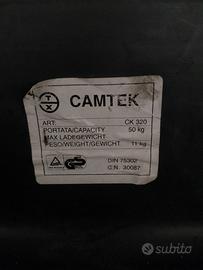 TX CAMTEK
ART. CK 320
PORTATA/CAPACITY 50 kg
MAX LADEGEWICHT
PESO/WEIGHT/GEWICHT 11 kg
DIN 75302
G.N. 30087
subito